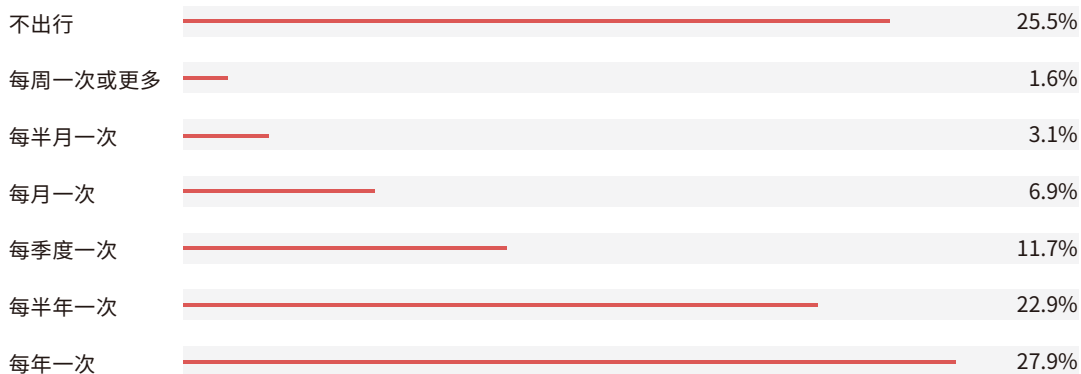 不出行 25.5%
每周一次或更多 1.6%
每半月一次 3.1%
每月一次 6.9%
每季度一次 11.7%
每半年一次 22.9%
每年一次 27.9%